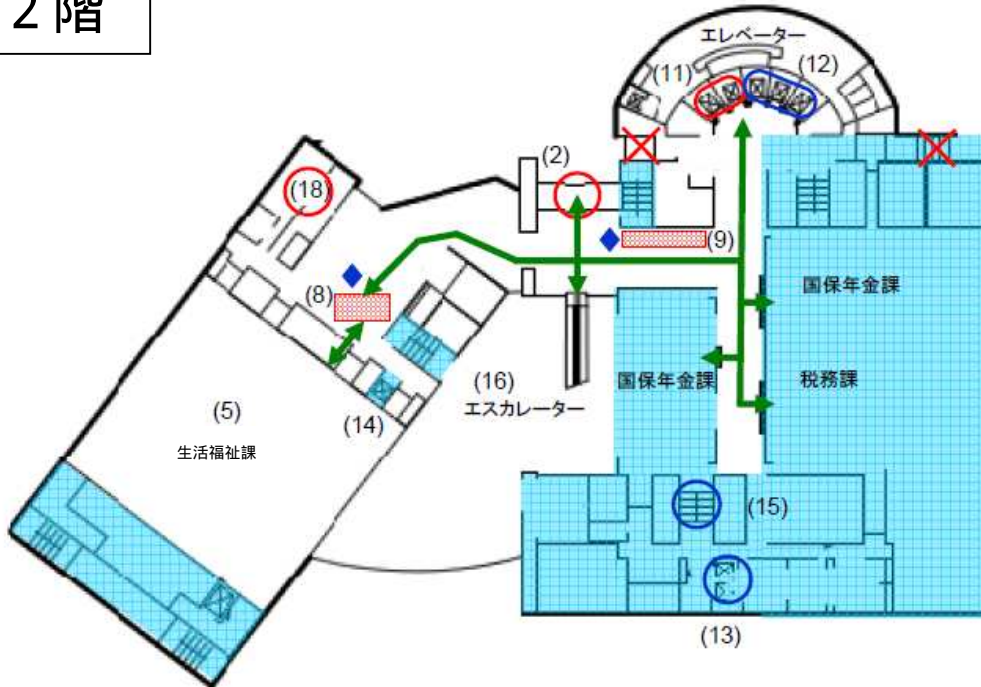 2階
エレベーター
(11)
(12)
(2)
(18)
(9)
国保年金課
(8)
国保年金課
税務課
(16)
エスカレーター
(5)
(14)
生活福祉課
(15)
(13)